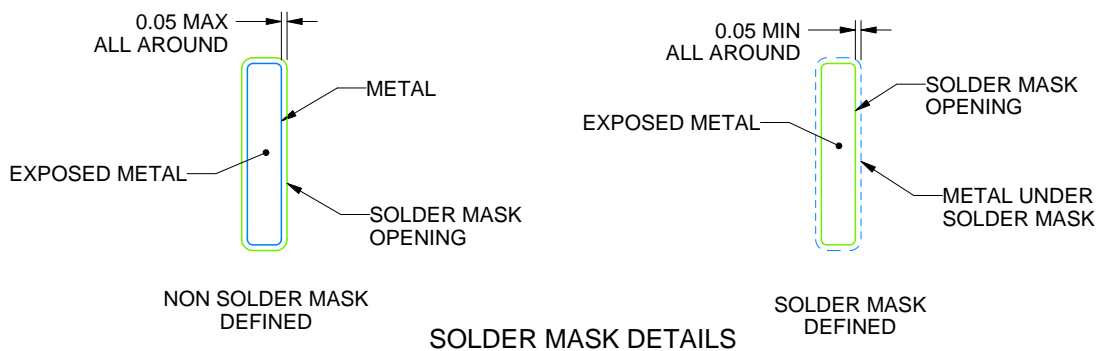 0.05 MAX
ALL AROUND
METAL
EXPOSED METAL
SOLDER MASK
OPENING
NON SOLDER MASK
DEFINED
0.05 MIN
ALL AROUND
SOLDER MASK
OPENING
EXPOSED METAL
METAL UNDER
SOLDER MASK
SOLDER MASK
DEFINED
SOLDER MASK DETAILS